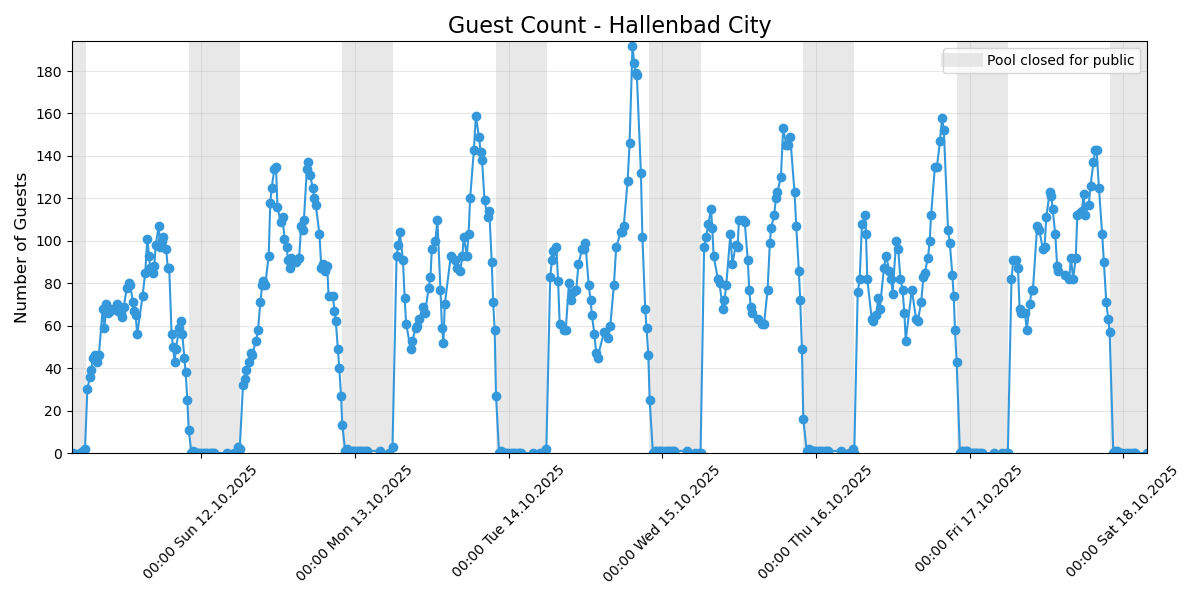 Guest Count - Hallenbad City
Pool closed for public
Number of Guests
180
160
140
120
100
80
60
40
20
0
00:00 Sun 12.10.2025
00:00 Mon 13.10.2025
00:00 Tue 14.10.2025
00:00 Wed 15.10.2025
00:00 Thu 16.10.2025
00:00 Fri 17.10.2025
00:00 Sat 18.10.2025